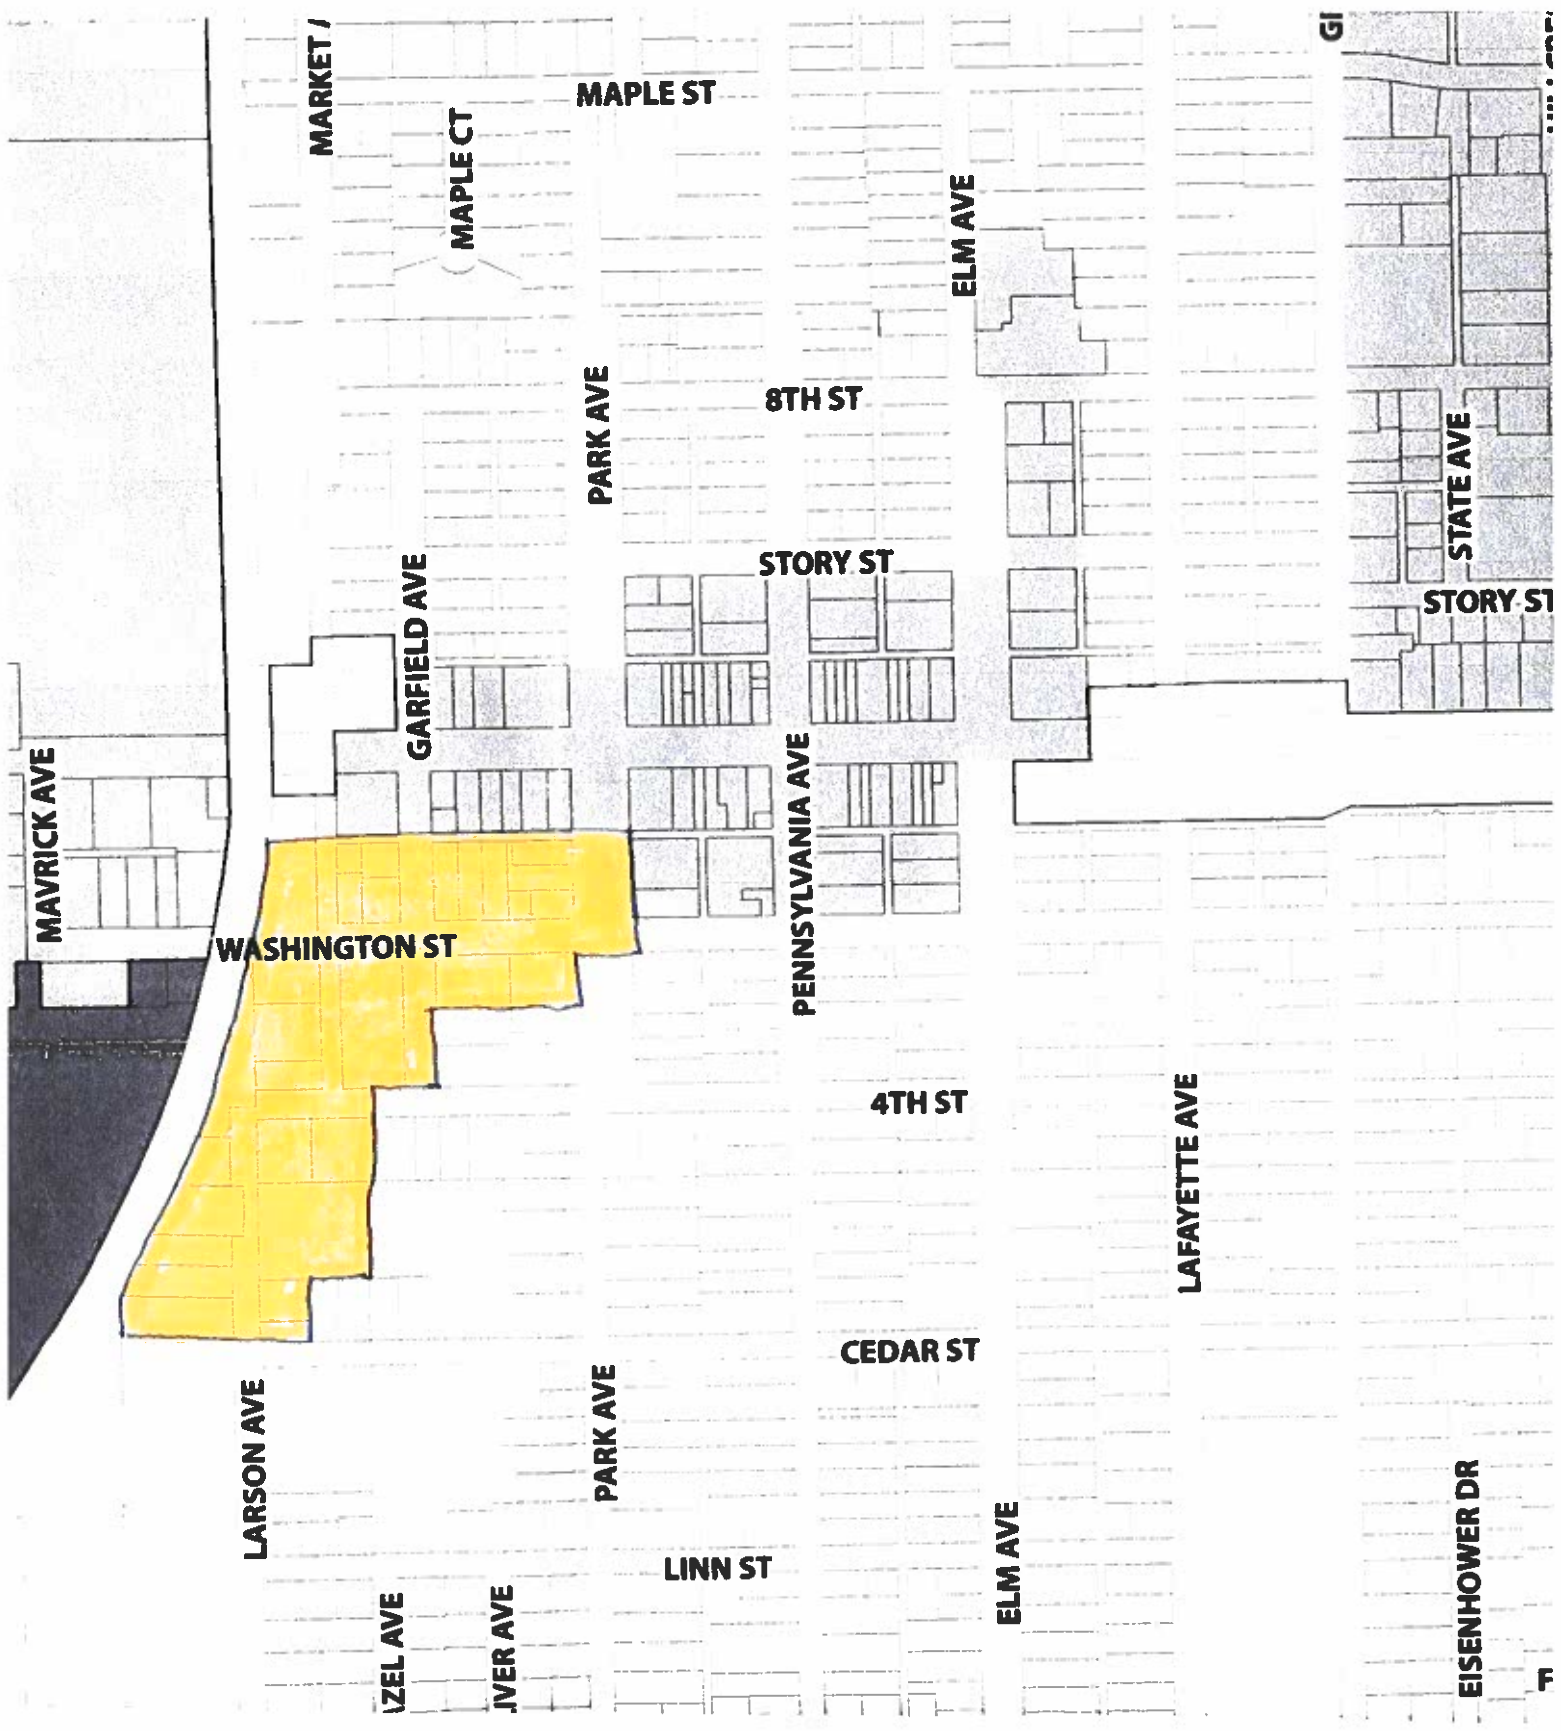 MARKET
MAPLE ST
MAPLE CT
ELM AVE
8TH ST
PARK AVE
STATE AVE
STORY ST
GARFIELD AVE
STORY ST
MAVRICK AVE
PENNSYLVANIA AVE
WASHINGTON ST
4TH ST
LAFAYETTE AVE
CEDAR ST
LARSON AVE
PARK AVE
LINN ST
ELM AVE
EISENHOWER DR
AZEL AVE
IVER AVE
F